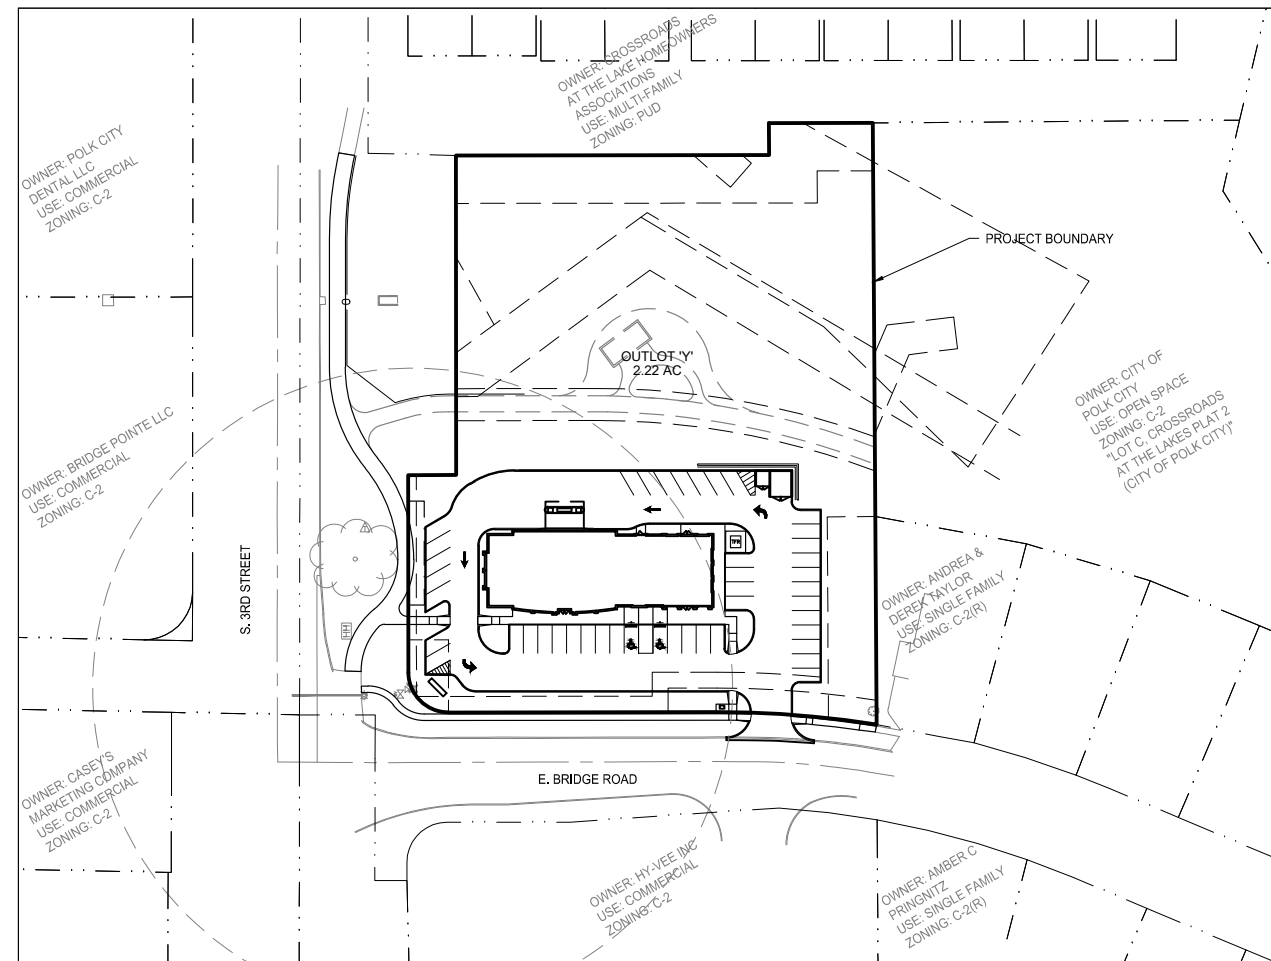 OWNER: CROSSROADS
AT THE LAKE HOMEOWNERS
ASSOCIATIONS
USE: MULTI-FAMILY
ZONING: PUD
OWNER: POLK CITY
DENTAL LLC
USE: COMMERCIAL
ZONING: C-2
PROJECT BOUNDARY
OUTLOT 'Y'
2.22 AC
OWNER: CITY OF
POLK CITY
USE: OPEN SPACE
ZONING: C-2
"LOT C, CROSSROADS
AT THE LAKES PLAT 2
(CITY OF POLK CITY)"
OWNER: BRIDGE POINTE LLC
USE: COMMERCIAL
ZONING: C-2
S. 3RD STREET
TFR
HH
OWNER: ANDREA &
DEREK TAYLOR
USE: SINGLE FAMILY
ZONING: C-2(R)
OWNER: CASEY'S
MARKETING COMPANY
USE: COMMERCIAL
ZONING: C-2
E. BRIDGE ROAD
OWNER: HY-VEE INC
USE: COMMERCIAL
ZONING: C-2
OWNER: AMBER C
PRINGNITZ
USE: SINGLE FAMILY
ZONING: C-2(R)